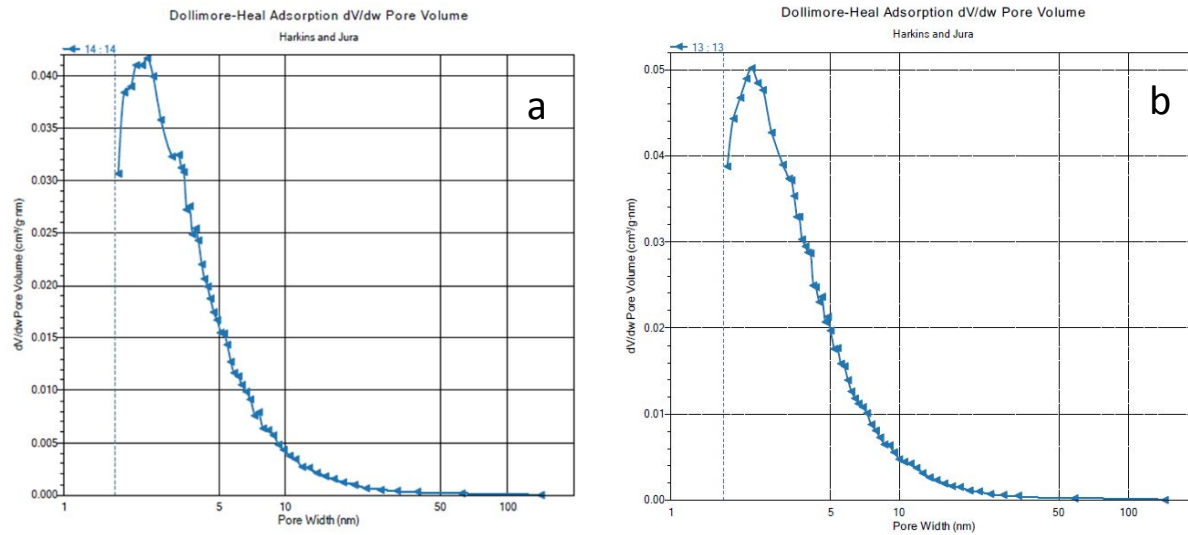 Dollimore-Heal Adsorption dV/dw Pore Volume
Harkins and Jura
14 : 14
a
0.040
0.035
0.030
0.025
0.020
0.015
0.010
0.005
0.000
dV/dw Pore Volume (cm³/g·nm)
1 5 10 50 100
Pore Width (nm)
Dollimore-Heal Adsorption dV/dw Pore Volume
Harkins and Jura
13 : 13
b
0.05
0.04
0.03
0.02
0.01
0.00
dV/dw Pore Volume (cm³/g·nm)
1 5 10 50 100
Pore Width (nm)